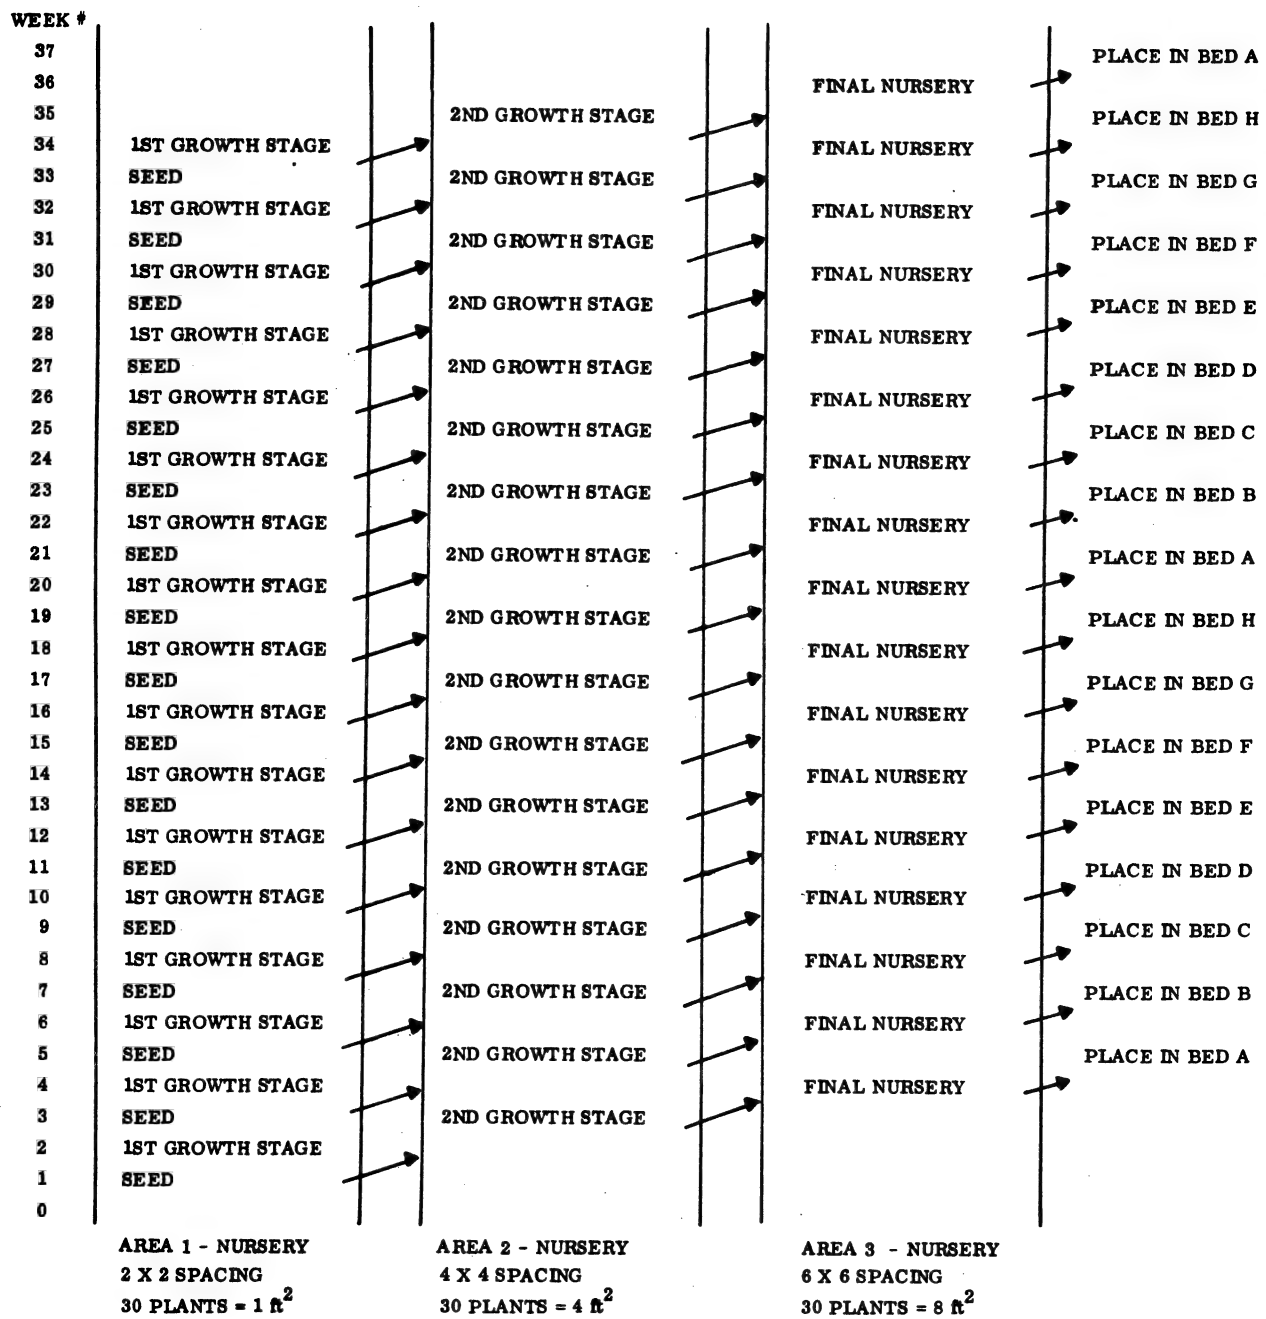 WEEK #
37 PLACE IN BED A
36 FINAL NURSERY
35 2ND GROWTH STAGE PLACE IN BED H
34 1ST GROWTH STAGE FINAL NURSERY
33 SEED 2ND GROWTH STAGE PLACE IN BED G
32 1ST GROWTH STAGE FINAL NURSERY
31 SEED 2ND GROWTH STAGE PLACE IN BED F
30 1ST GROWTH STAGE FINAL NURSERY
29 SEED 2ND GROWTH STAGE PLACE IN BED E
28 1ST GROWTH STAGE FINAL NURSERY
27 SEED 2ND GROWTH STAGE PLACE IN BED D
26 1ST GROWTH STAGE FINAL NURSERY
25 SEED 2ND GROWTH STAGE PLACE IN BED C
24 1ST GROWTH STAGE FINAL NURSERY
23 SEED 2ND GROWTH STAGE PLACE IN BED B
22 1ST GROWTH STAGE FINAL NURSERY
21 SEED 2ND GROWTH STAGE PLACE IN BED A
20 1ST GROWTH STAGE FINAL NURSERY
19 SEED 2ND GROWTH STAGE PLACE IN BED H
18 1ST GROWTH STAGE FINAL NURSERY
17 SEED 2ND GROWTH STAGE PLACE IN BED G
16 1ST GROWTH STAGE FINAL NURSERY
15 SEED 2ND GROWTH STAGE PLACE IN BED F
14 1ST GROWTH STAGE FINAL NURSERY
13 SEED 2ND GROWTH STAGE PLACE IN BED E
12 1ST GROWTH STAGE FINAL NURSERY
11 SEED 2ND GROWTH STAGE PLACE IN BED D
10 1ST GROWTH STAGE FINAL NURSERY
9 SEED 2ND GROWTH STAGE PLACE IN BED C
8 1ST GROWTH STAGE FINAL NURSERY
7 SEED 2ND GROWTH STAGE PLACE IN BED B
6 1ST GROWTH STAGE FINAL NURSERY
5 SEED 2ND GROWTH STAGE PLACE IN BED A
4 1ST GROWTH STAGE FINAL NURSERY
3 SEED 2ND GROWTH STAGE
2 1ST GROWTH STAGE
1 SEED
0
AREA 1 - NURSERY AREA 2 - NURSERY AREA 3 - NURSERY
2 X 2 SPACING 4 X 4 SPACING 6 X 6 SPACING
30 PLANTS = 1 ft² 30 PLANTS = 4 ft² 30 PLANTS = 8 ft²